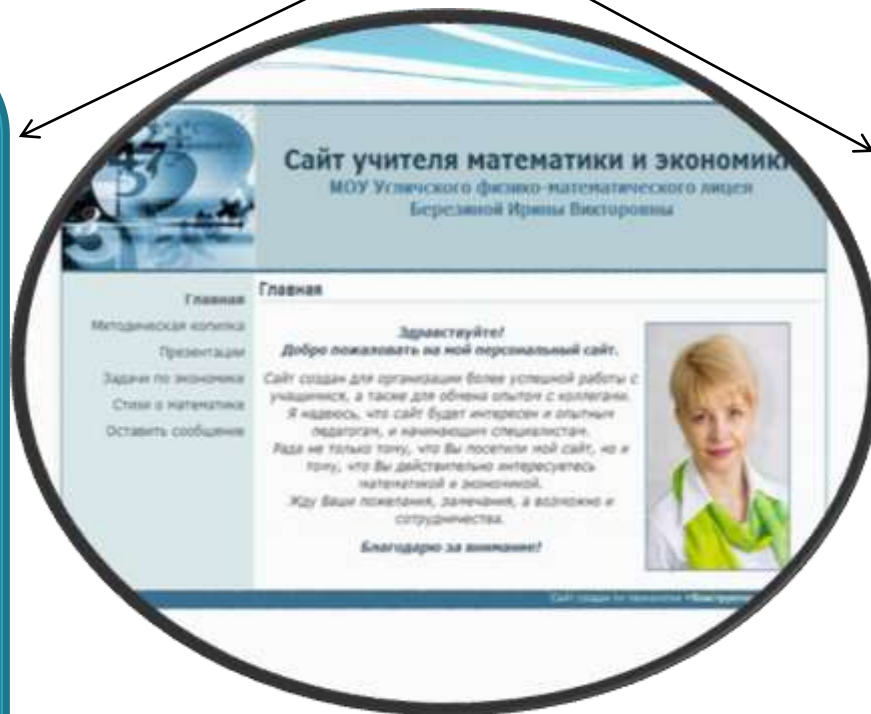 Сайт учителя математики и экономики
МОУ Угличского физико-математического лицея
Березиной Ирины Викторовны
Главная
Методическая копилка
Презентации
Задачи по экономике
Стихи о математике
Оставить сообщение
Главная
Здравствуйте!
Добро пожаловать на мой персональный сайт.
Сайт создан для организации более успешной работы с
учащимися, а также для обмена опытом с коллегами.
Я надеюсь, что сайт будет интересен и опытным
педагогам, и начинающим специалистам.
Рада не только тому, что Вы посетили мой сайт, но и
тому, что Вы действительно интересуетесь
математикой и экономикой.
Жду Ваши пожелания, замечания, а возможно и
сотрудничества.
Благодарю за внимание!
Сайт создан по технологии